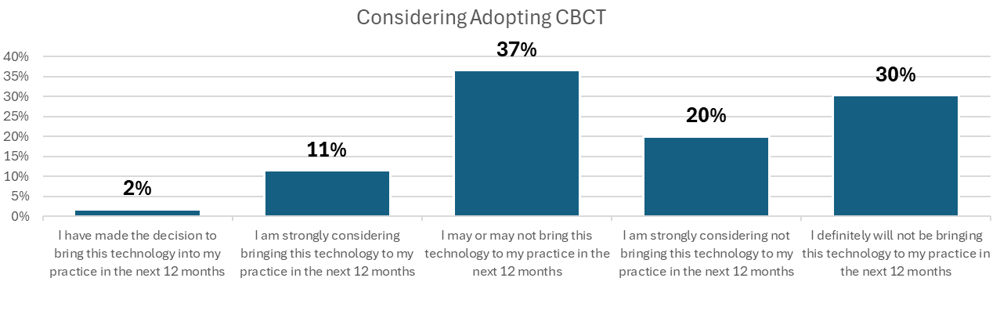 Considering Adopting CBCT
40%
35%
30%
25%
20%
15%
10%
5%
0%
2%
11%
37%
20%
30%
I have made the decision to
bring this technology into my
practice in the next 12 months
I am strongly considering
bringing this technology to my
practice in the next 12 months
I may or may not bring this
technology to my practice in the
next 12 months
I am strongly considering not
bringing this technology to my
practice in the next 12 months
I definitely will not be bringing
this technology to my practice in
the next 12 months